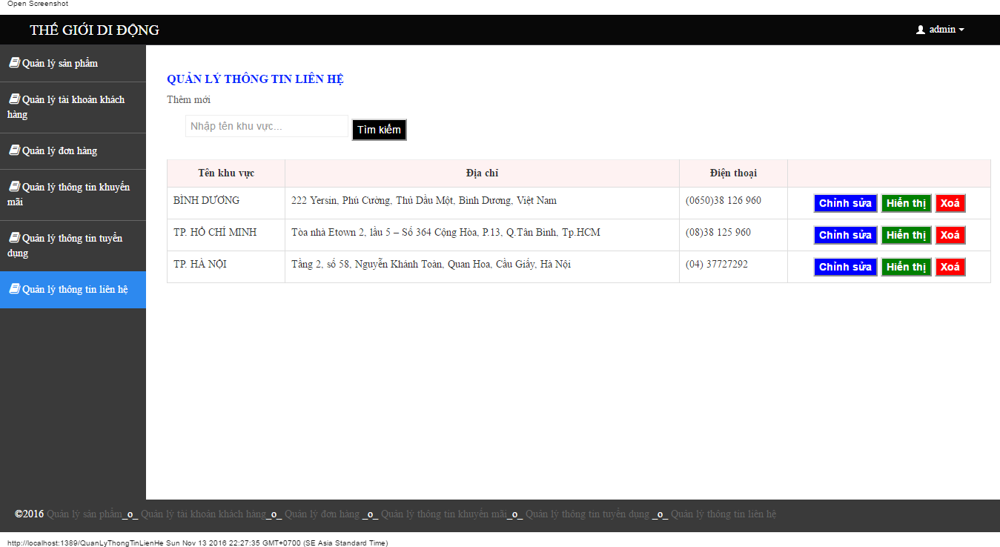 Open Screenshot
THẾ GIỚI DI ĐỘNG
admin
Quản lý sản phẩm
Quản lý tài khoản khách
hàng
Quản lý đơn hàng
Quản lý thông tin khuyến
mãi
Quản lý thông tin tuyển
dụng
Quản lý thông tin liên hệ
QUẢN LÝ THÔNG TIN LIÊN HỆ
Thêm mới
Nhập tên khu vực... Tìm kiếm
Tên khu vực Địa chỉ Điện thoại
BÌNH DƯƠNG 222 Yersin, Phú Cường, Thủ Dầu Một, Bình Dương, Việt Nam (0650)38 126 960 Chỉnh sửa Hiển thị Xoá
TP. HỒ CHÍ MINH Tòa nhà Etown 2, lầu 5 – Số 364 Cộng Hòa, P.13, Q.Tân Bình, Tp.HCM (08)38 125 960 Chỉnh sửa Hiển thị Xoá
TP. HÀ NỘI Tầng 2, số 58, Nguyễn Khánh Toàn, Quan Hoa, Cầu Giấy, Hà Nội (04) 37727292 Chỉnh sửa Hiển thị Xoá
©2016 Quản lý sản phẩm_o_ Quản lý tài khoản khách hàng_o_ Quản lý đơn hàng _o_ Quản lý thông tin khuyến mãi_o_ Quản lý thông tin tuyển dụng _o_ Quản lý thông tin liên hệ
http://localhost:1389/QuanLyThongTinLienHe Sun Nov 13 2016 22:27:35 GMT+0700 (SE Asia Standard Time)